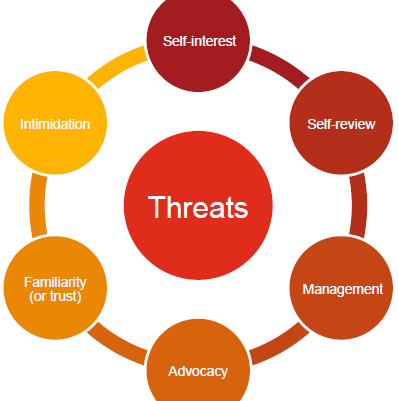 Self-interest
Self-review
Management
Advocacy
Familiarity
(or trust)
Intimidation
Threats